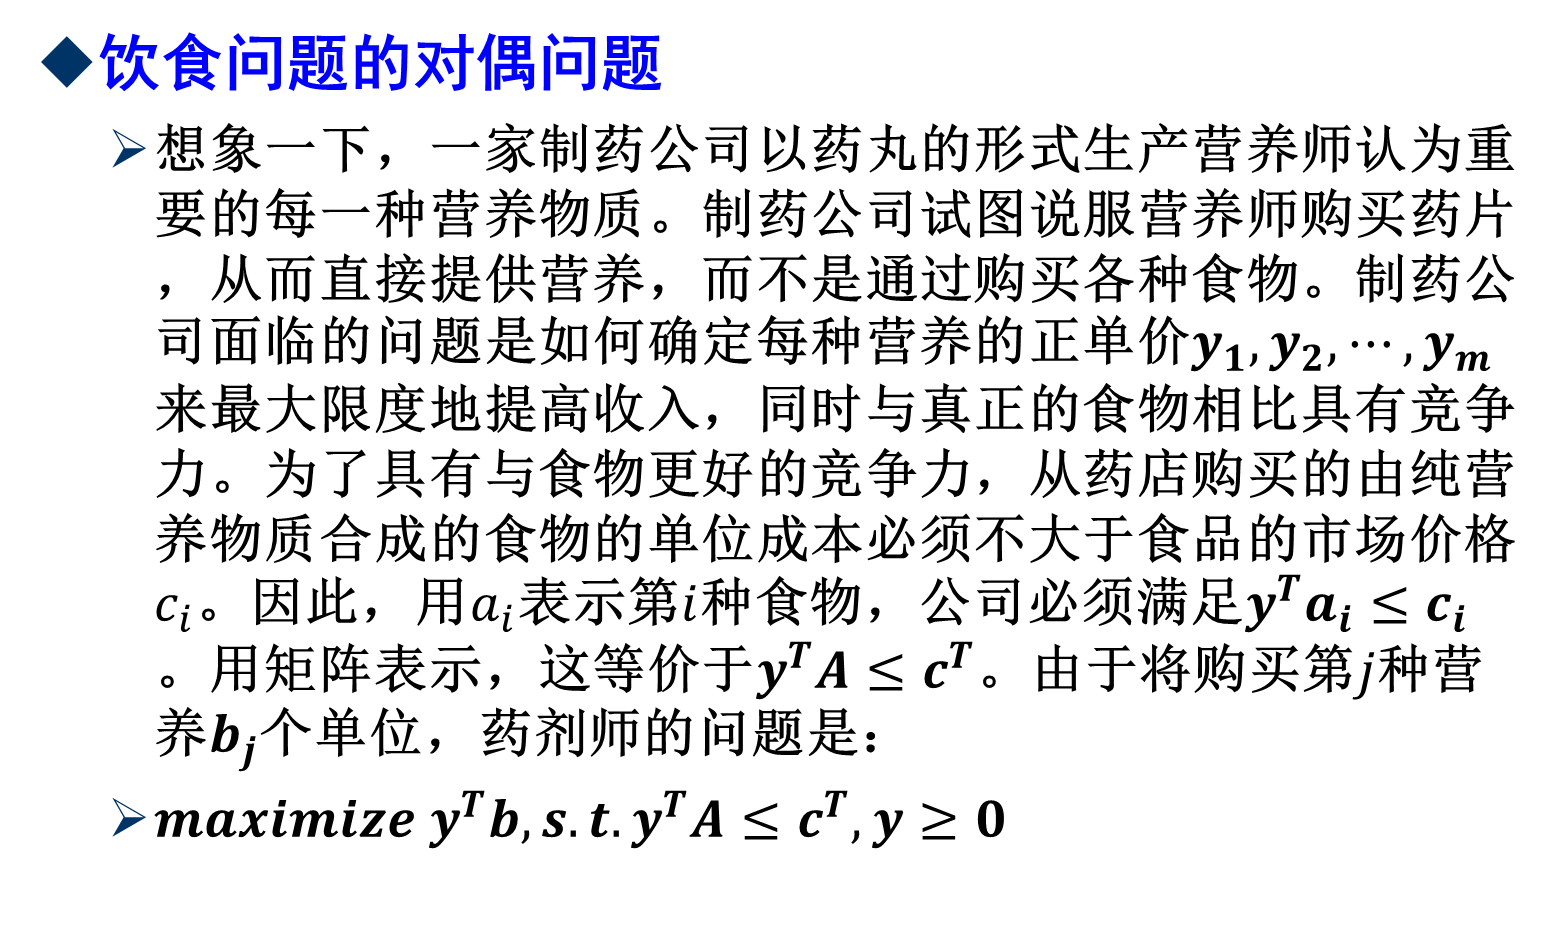 饮食问题的对偶问题
想象一下，一家制药公司以药丸的形式生产营养师认为重
要的每一种营养物质。制药公司试图说服营养师购买药片
，从而直接提供营养，而不是通过购买各种食物。制药公
司面临的问题是如何确定每种营养的正单价y₁, y₂, ⋯, yₘ
来最大限度地提高收入，同时与真正的食物相比具有竞争
力。为了具有与食物更好的竞争力，从药店购买的由纯营
养物质合成的食物的单位成本必须不大于食品的市场价格
cᵢ。因此，用aᵢ表示第i种食物，公司必须满足yᵀaᵢ ≤ cᵢ
。用矩阵表示，这等价于yᵀA ≤ cᵀ。由于将购买第j种营
养bⱼ个单位，药剂师的问题是：
maximize yᵀb, s.t. yᵀA ≤ cᵀ, y ≥ 0